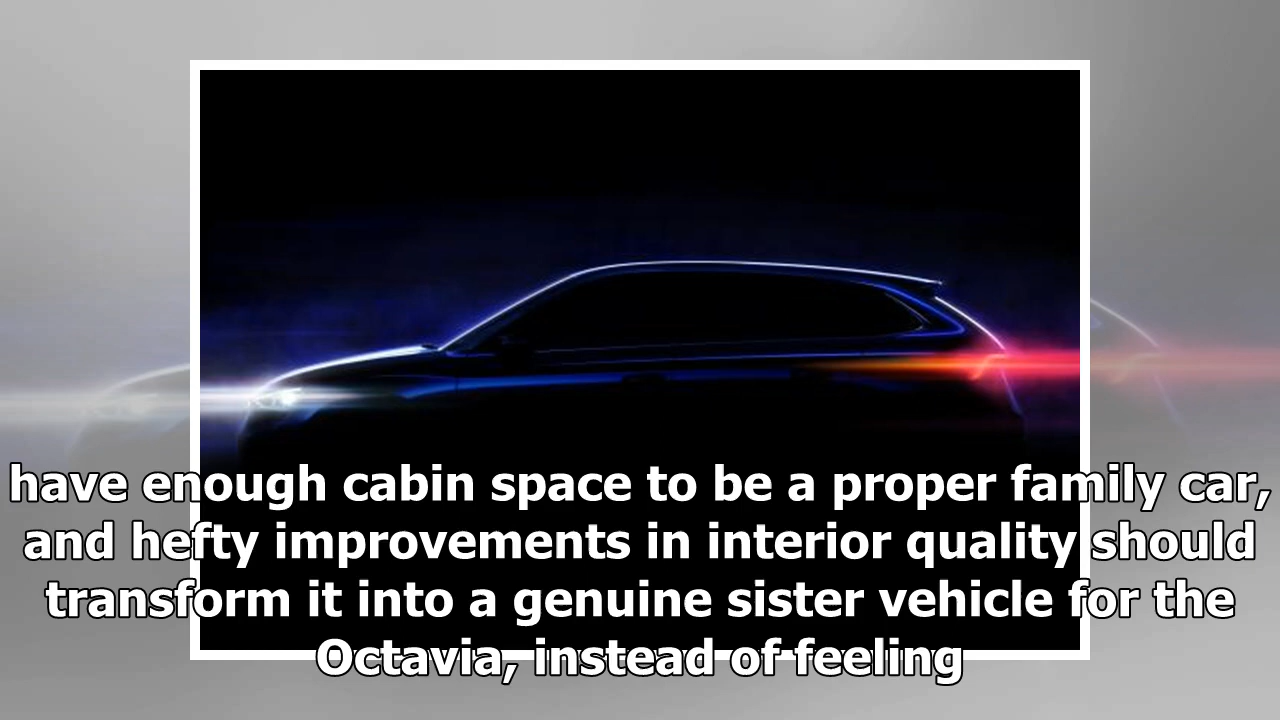 have enough cabin space to be a proper family car,
and hefty improvements in interior quality should
transform it into a genuine sister vehicle for the
Octavia, instead of feeling